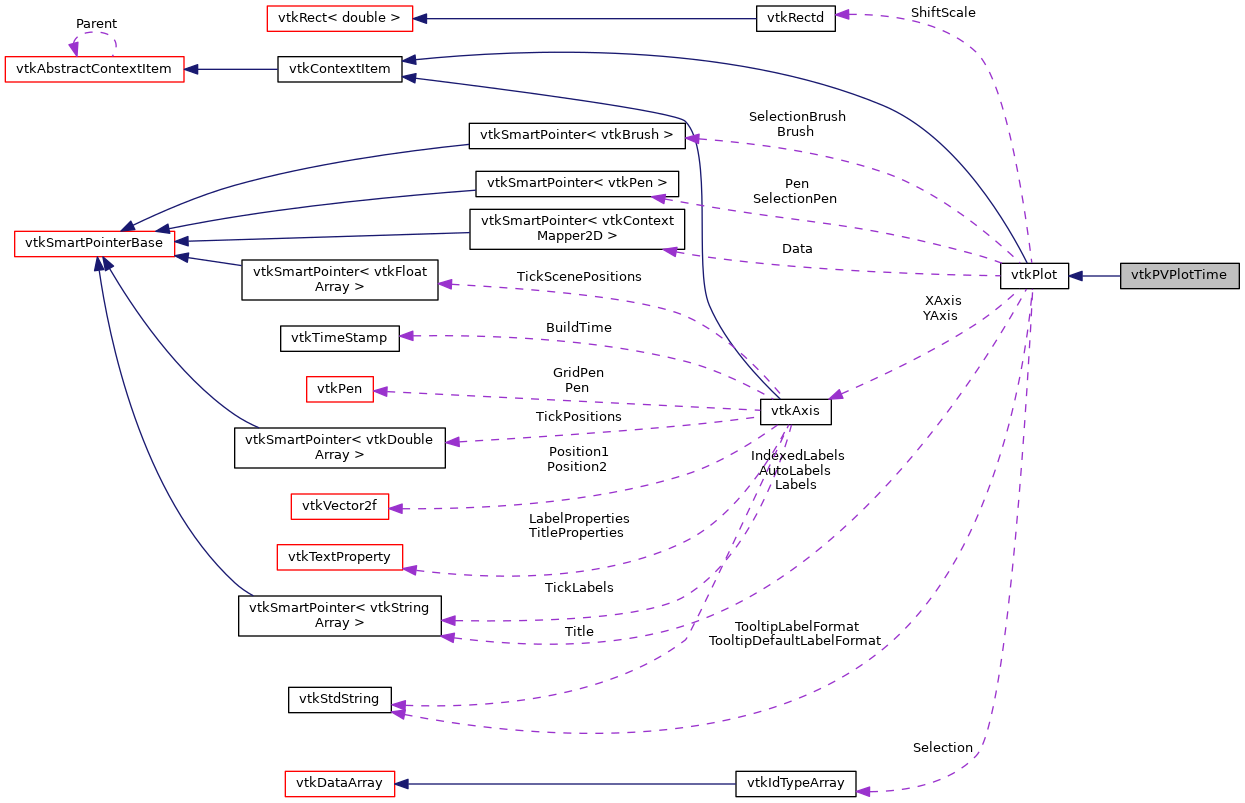 Parent
vtkRect< double >
vtkRectd
ShiftScale
vtkAbstractContextItem
vtkContextItem
SelectionBrush
Brush
vtkSmartPointer< vtkBrush >
Pen
SelectionPen
vtkSmartPointer< vtkPen >
vtkSmartPointer< vtkContext
Mapper2D >
vtkSmartPointerBase
Data
vtkSmartPointer< vtkFloat
Array >
TickScenePositions
vtkPlot
vtkPVPlotTime
XAxis
YAxis
vtkTimeStamp
BuildTime
vtkPen
GridPen
Pen
vtkAxis
TickPositions
vtkSmartPointer< vtkDouble
Array >
Position1
Position2
IndexedLabels
AutoLabels
Labels
vtkVector2f
LabelProperties
TitleProperties
vtkTextProperty
TickLabels
vtkSmartPointer< vtkString
Array >
Title
TooltipLabelFormat
TooltipDefaultLabelFormat
vtkStdString
Selection
vtkDataArray
vtkIdTypeArray